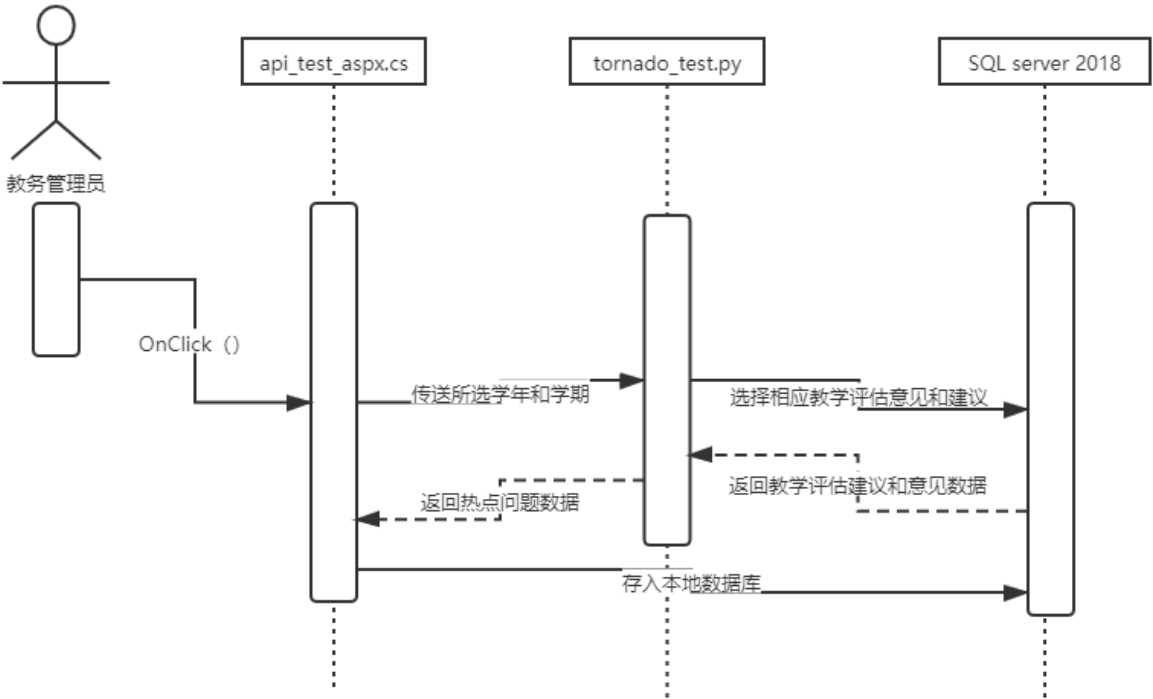 api_test_aspx.cs
tornado_test.py
SQL server 2018
教务管理员
OnClick（）
传送所选学年和学期
选择相应教学评估意见和建议
返回教学评估建议和意见数据
返回热点问题数据
存入本地数据库